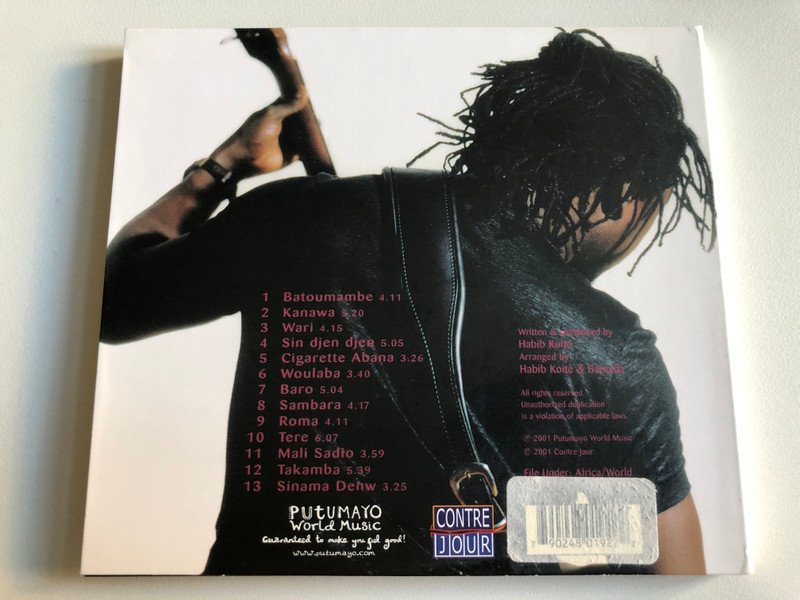 1 Batoumambe 4.11
2 Kanawa 5.20
3 Wari 4.15
4 Sin djen djen 5.05
5 Cigarette Abana 3.26
6 Woulaba 3.40
7 Baro 5.04
8 Sambara 4.17
9 Roma 4.11
10 Tere 6.07
11 Mali Sadio 3.59
12 Takamba 5.39
13 Sinama Denw 3.25
Written & composed by
Habib Koité
Arranged by
Habib Koité & Bamada
All rights reserved.
Unauthorized duplication
is a violation of applicable laws.
℗ 2001 Putumayo World Music
© 2001 Contre Jour
File Under: Africa/World
PUTUMAYO
World Music
Guaranteed to make you feel good!
www.putumayo.com
CONTRE
JOUR